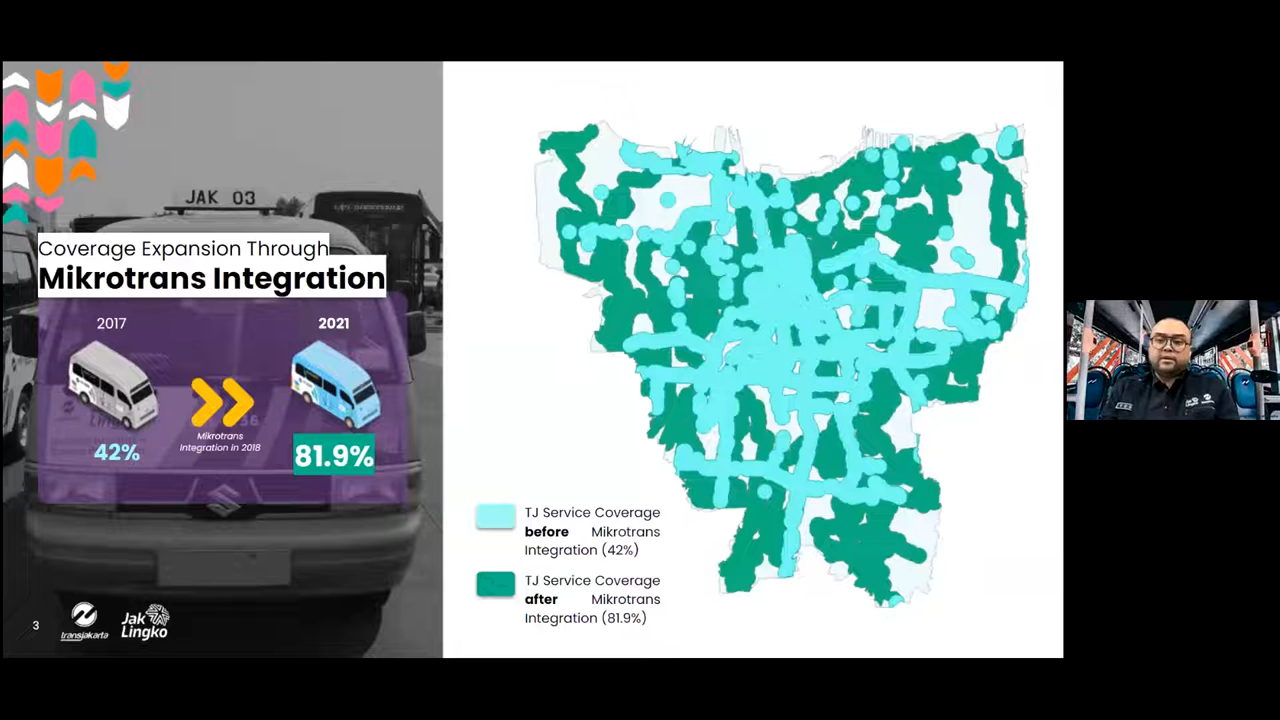 JAK 03
Coverage Expansion Through
Mikrotrans Integration
2017
2021
Mikrotrans
Integration in 2018
42%
81.9%
TJ Service Coverage
before Mikrotrans
Integration (42%)
TJ Service Coverage
after Mikrotrans
Integration (81.9%)
3
transjakarta
Jak
Lingko